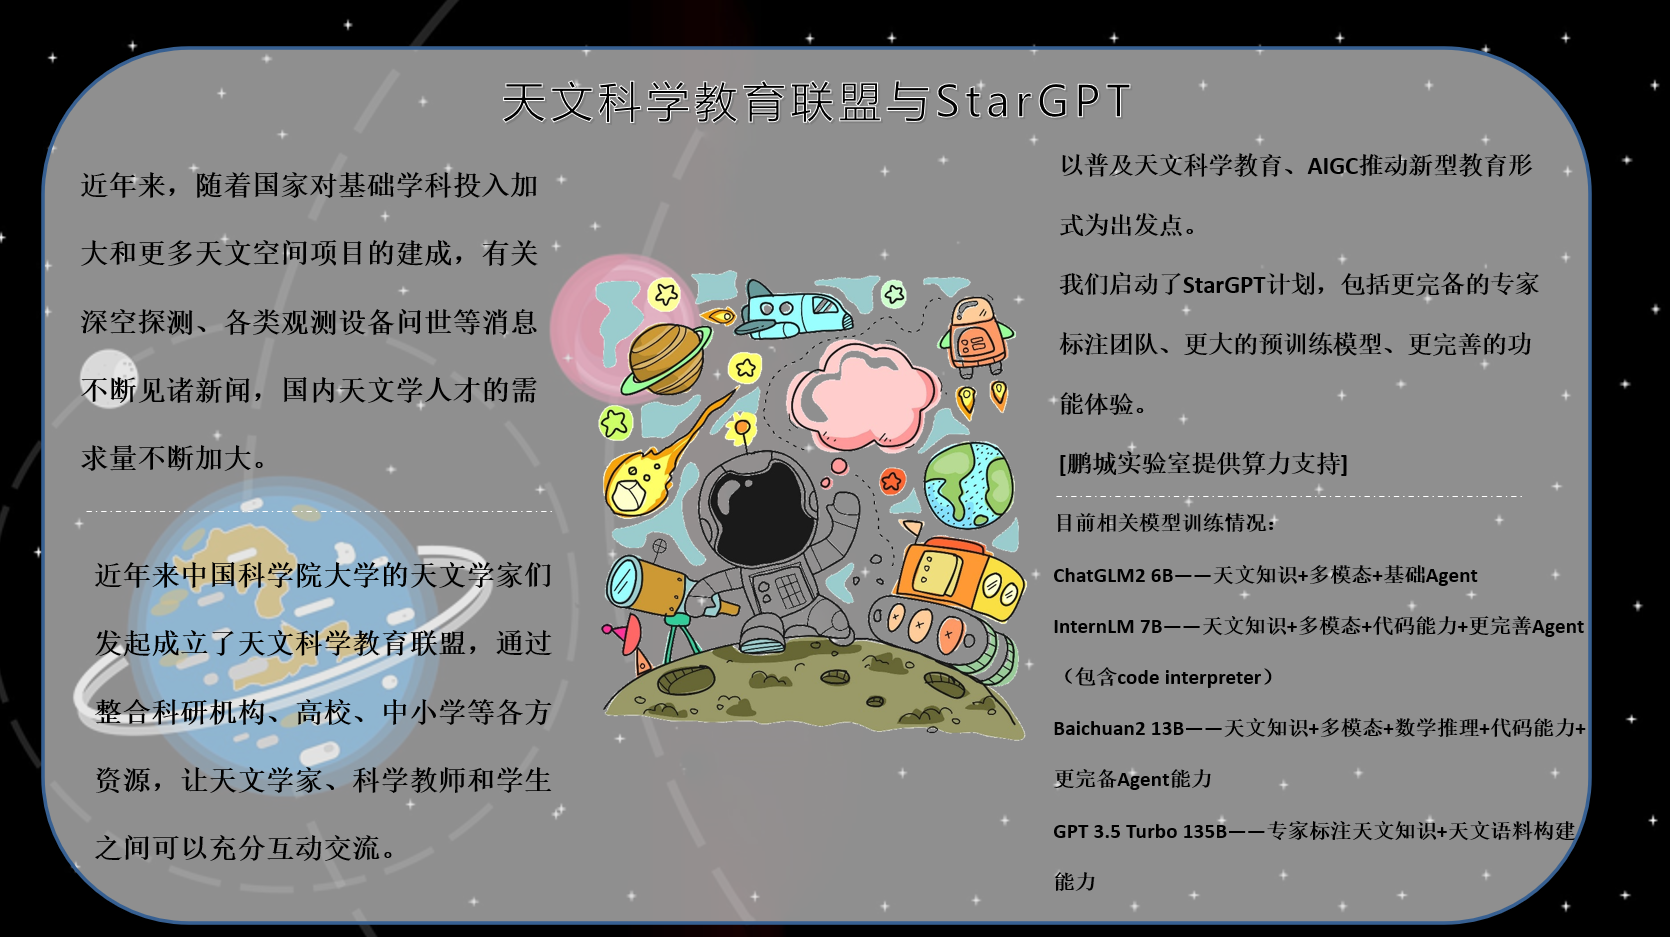 天文科学教育联盟与StarGPT
近年来，随着国家对基础学科投入加
大和更多天文空间项目的建成，有关
深空探测、各类观测设备问世等消息
不断见诸新闻，国内天文学人才的需
求量不断加大。
近年来中国科学院大学的天文学家们
发起成立了天文科学教育联盟，通过
整合科研机构、高校、中小学等各方
资源，让天文学家、科学教师和学生
之间可以充分互动交流。
以普及天文科学教育、AIGC推动新型教育形
式为出发点。
我们启动了StarGPT计划，包括更完备的专家
标注团队、更大的预训练模型、更完善的功
能体验。
[鹏城实验室提供算力支持]
目前相关模型训练情况：
ChatGLM2 6B——天文知识+多模态+基础Agent
InternLM 7B——天文知识+多模态+代码能力+更完善Agent
（包含code interpreter）
Baichuan2 13B——天文知识+多模态+数学推理+代码能力+
更完备Agent能力
GPT 3.5 Turbo 135B——专家标注天文知识+天文语料构建
能力